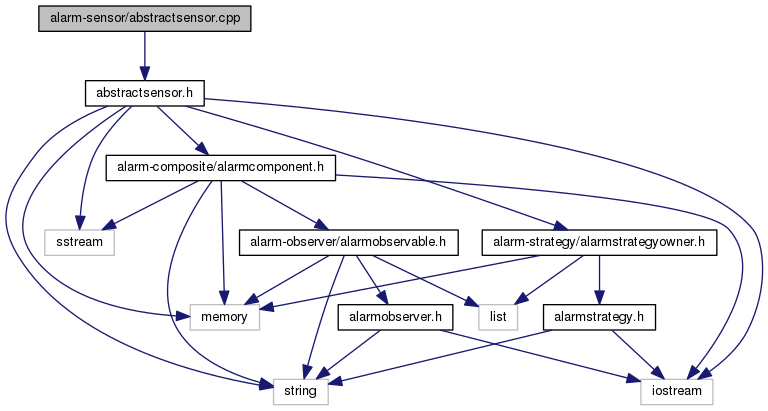 alarm-sensor/abstractsensor.cpp
abstractsensor.h
alarm-composite/alarmcomponent.h
sstream
alarm-observer/alarmobservable.h
alarm-strategy/alarmstrategyowner.h
memory
alarmobserver.h
list
alarmstrategy.h
string
iostream